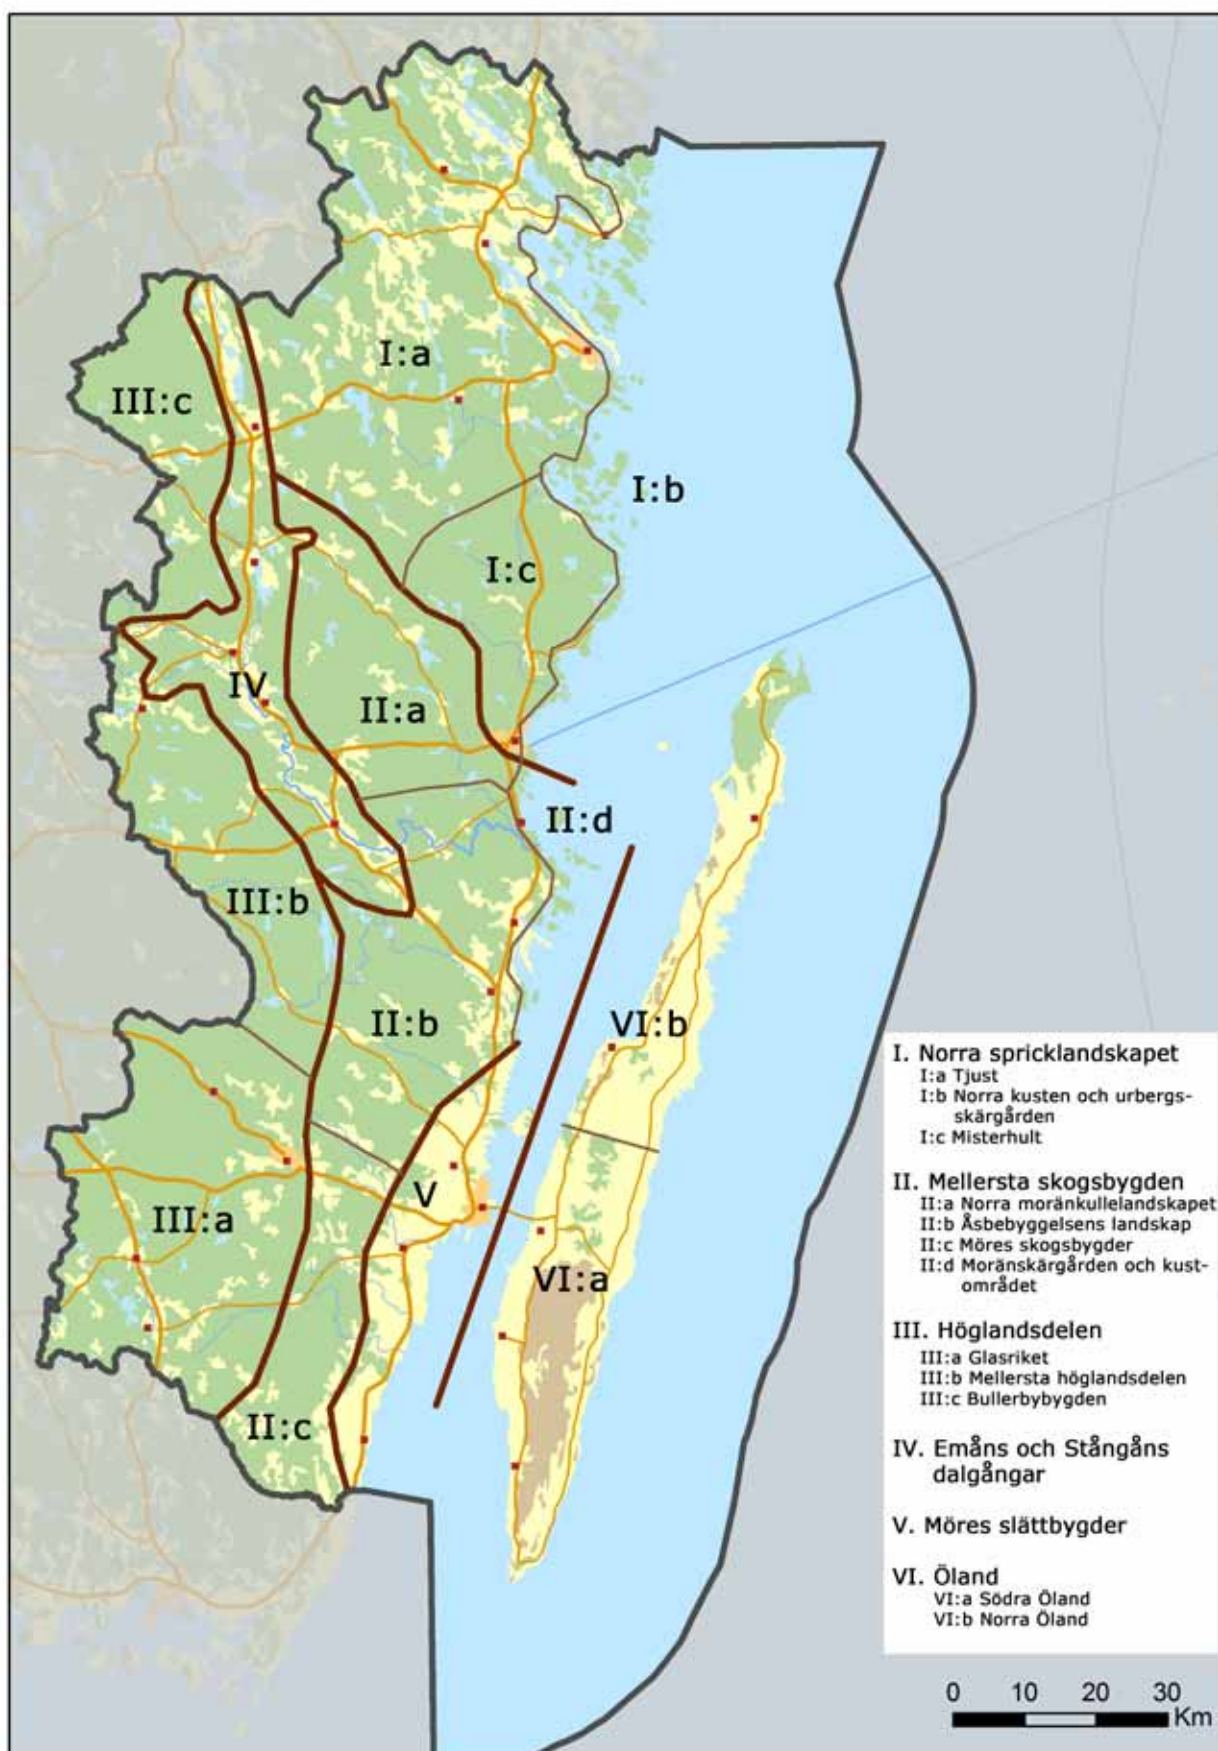 I:a
III:c
I:b
I:c
IV
II:a
II:d
III:b
II:b
VI:b
V
III:a
VI:a
II:c
I. Norra spricklandskapet
I:a Tjust
I:b Norra kusten och urbergs-
skärgården
I:c Misterhult
II. Mellersta skogsbygden
II:a Norra moränkullelandskapet
II:b Åsbebyggelsens landskap
II:c Möres skogsbygder
II:d Moränskärgården och kust-
området
III. Höglandsdelen
III:a Glasriket
III:b Mellersta höglandsdelen
III:c Bullerbybygden
IV. Emåns och Stångåns
dalgångar
V. Möres slättbygder
VI. Öland
VI:a Södra Öland
VI:b Norra Öland
0 10 20 30
Km